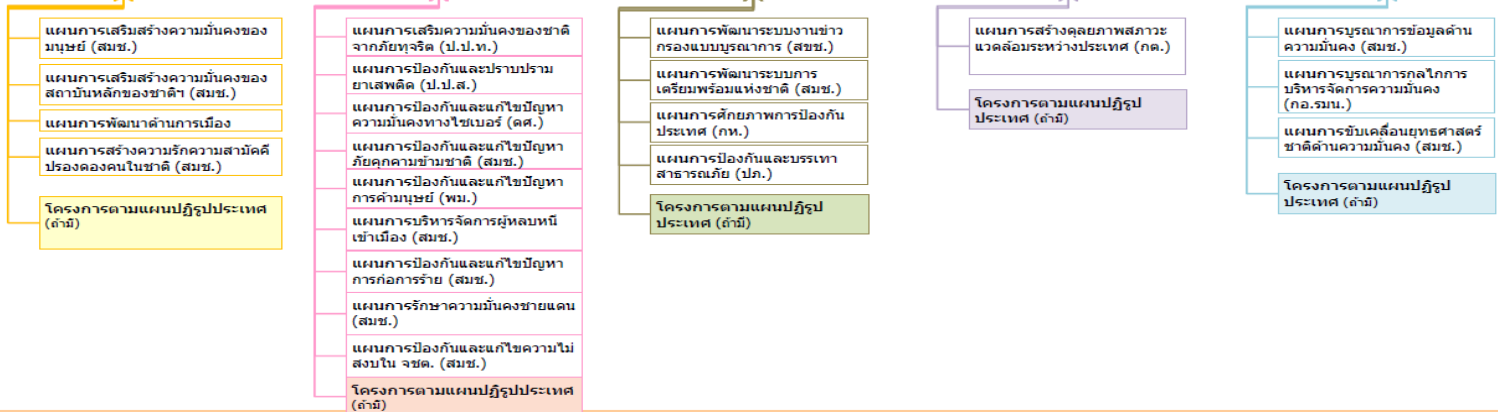 แผนการเสริมสร้างความมั่นคงของ
มนุษย์ (สมช.)
แผนการเสริมสร้างความมั่นคงของ
สถาบันหลักของชาติฯ (สมช.)
แผนการพัฒนาด้านการเมือง
แผนการสร้างความรักความสามัคคี
ปรองดองคนในชาติ (สมช.)
โครงการตามแผนปฏิรูปประเทศ
(ถ้ามี)
แผนการเสริมความมั่นคงของชาติ
จากภัยทุจริต (ป.ป.ท.)
แผนการป้องกันและปราบปราม
ยาเสพติด (ป.ป.ส.)
แผนการป้องกันและแก้ไขปัญหา
ความมั่นคงทางไซเบอร์ (ดศ.)
แผนการป้องกันและแก้ไขปัญหา
ภัยคุกคามข้ามชาติ (สมช.)
แผนการป้องกันและแก้ไขปัญหา
การค้ามนุษย์ (พม.)
แผนการบริหารจัดการผู้หลบหนี
เข้าเมือง (สมช.)
แผนการป้องกันและแก้ไขปัญหา
การก่อการร้าย (สมช.)
แผนการรักษาความมั่นคงชายแดน
(สมช.)
แผนการป้องกันและแก้ไขความไม่
สงบใน จชต. (สมช.)
โครงการตามแผนปฏิรูปประเทศ
(ถ้ามี)
แผนการพัฒนาระบบงานข่าว
กรองแบบบูรณาการ (สขช.)
แผนการพัฒนาระบบการ
เตรียมพร้อมแห่งชาติ (สมช.)
แผนการศักยภาพการป้องกัน
ประเทศ (กห.)
แผนการป้องกันและบรรเทา
สาธารณภัย (ปภ.)
โครงการตามแผนปฏิรูป
ประเทศ (ถ้ามี)
แผนการสร้างดุลยภาพสภาวะ
แวดล้อมระหว่างประเทศ (กต.)
โครงการตามแผนปฏิรูป
ประเทศ (ถ้ามี)
แผนการบูรณาการข้อมูลด้าน
ความมั่นคง (สมช.)
แผนการบูรณาการกลไกการ
บริหารจัดการความมั่นคง
(กอ.รมน.)
แผนการขับเคลื่อนยุทธศาสตร์
ชาติด้านความมั่นคง (สมช.)
โครงการตามแผนปฏิรูป
ประเทศ (ถ้ามี)